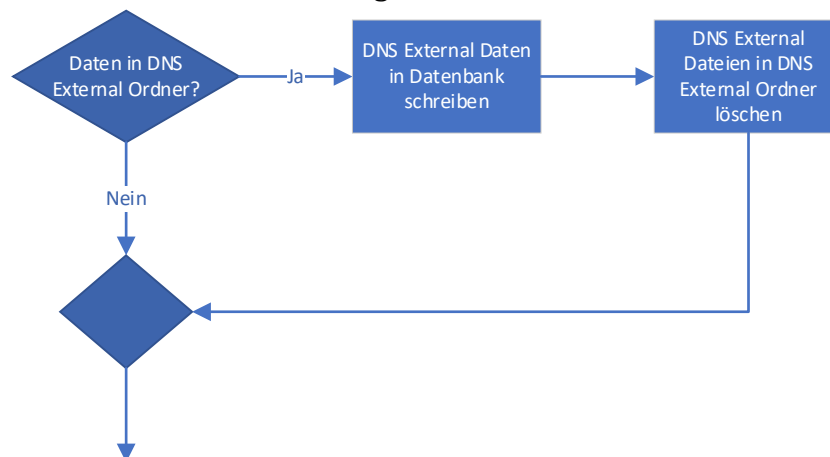 Daten in DNS
External Ordner?
Ja
DNS External Daten
in Datenbank
schreiben
DNS External
Dateien in DNS
External Ordner
löschen
Nein